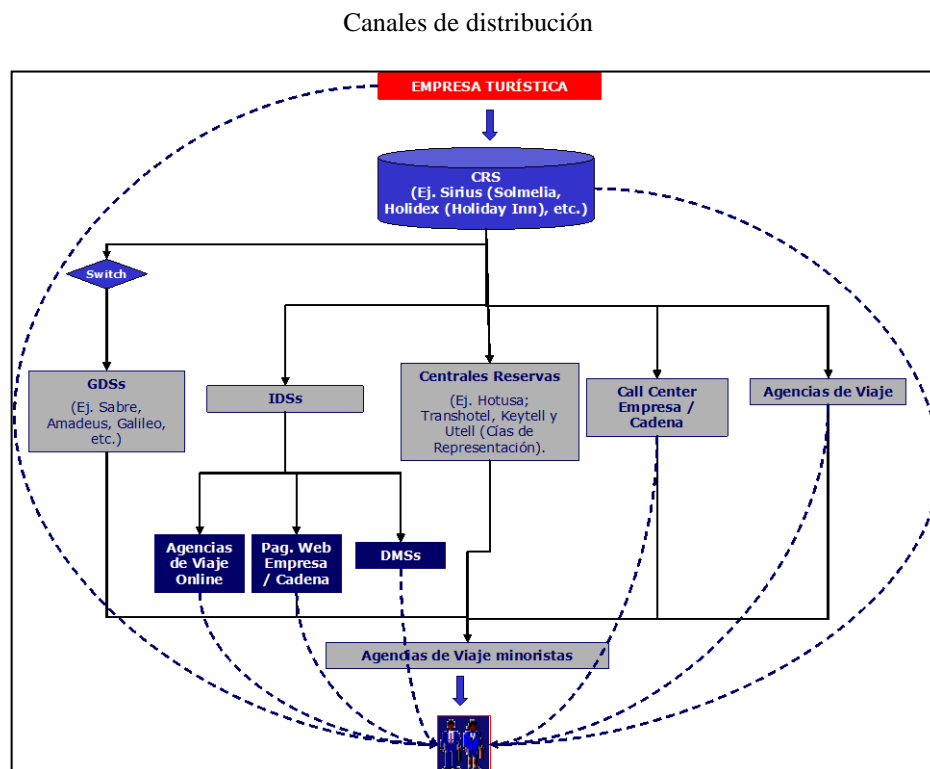 Canales de distribución
EMPRESA TURÍSTICA
CRS
(Ej. Sirius (Solmelia,
Holidex (Holiday Inn), etc.)
Switch
GDSs
(Ej. Sabre,
Amadeus, Galileo,
etc.)
IDSs
Centrales Reservas
(Ej. Hotusa;
Transhotel, Keytell y
Utell (Cías de
Representación).
Call Center
Empresa /
Cadena
Agencias de Viaje
Agencias
de Viaje
Online
Pag. Web
Empresa
/ Cadena
DMSs
Agencias de Viaje minoristas